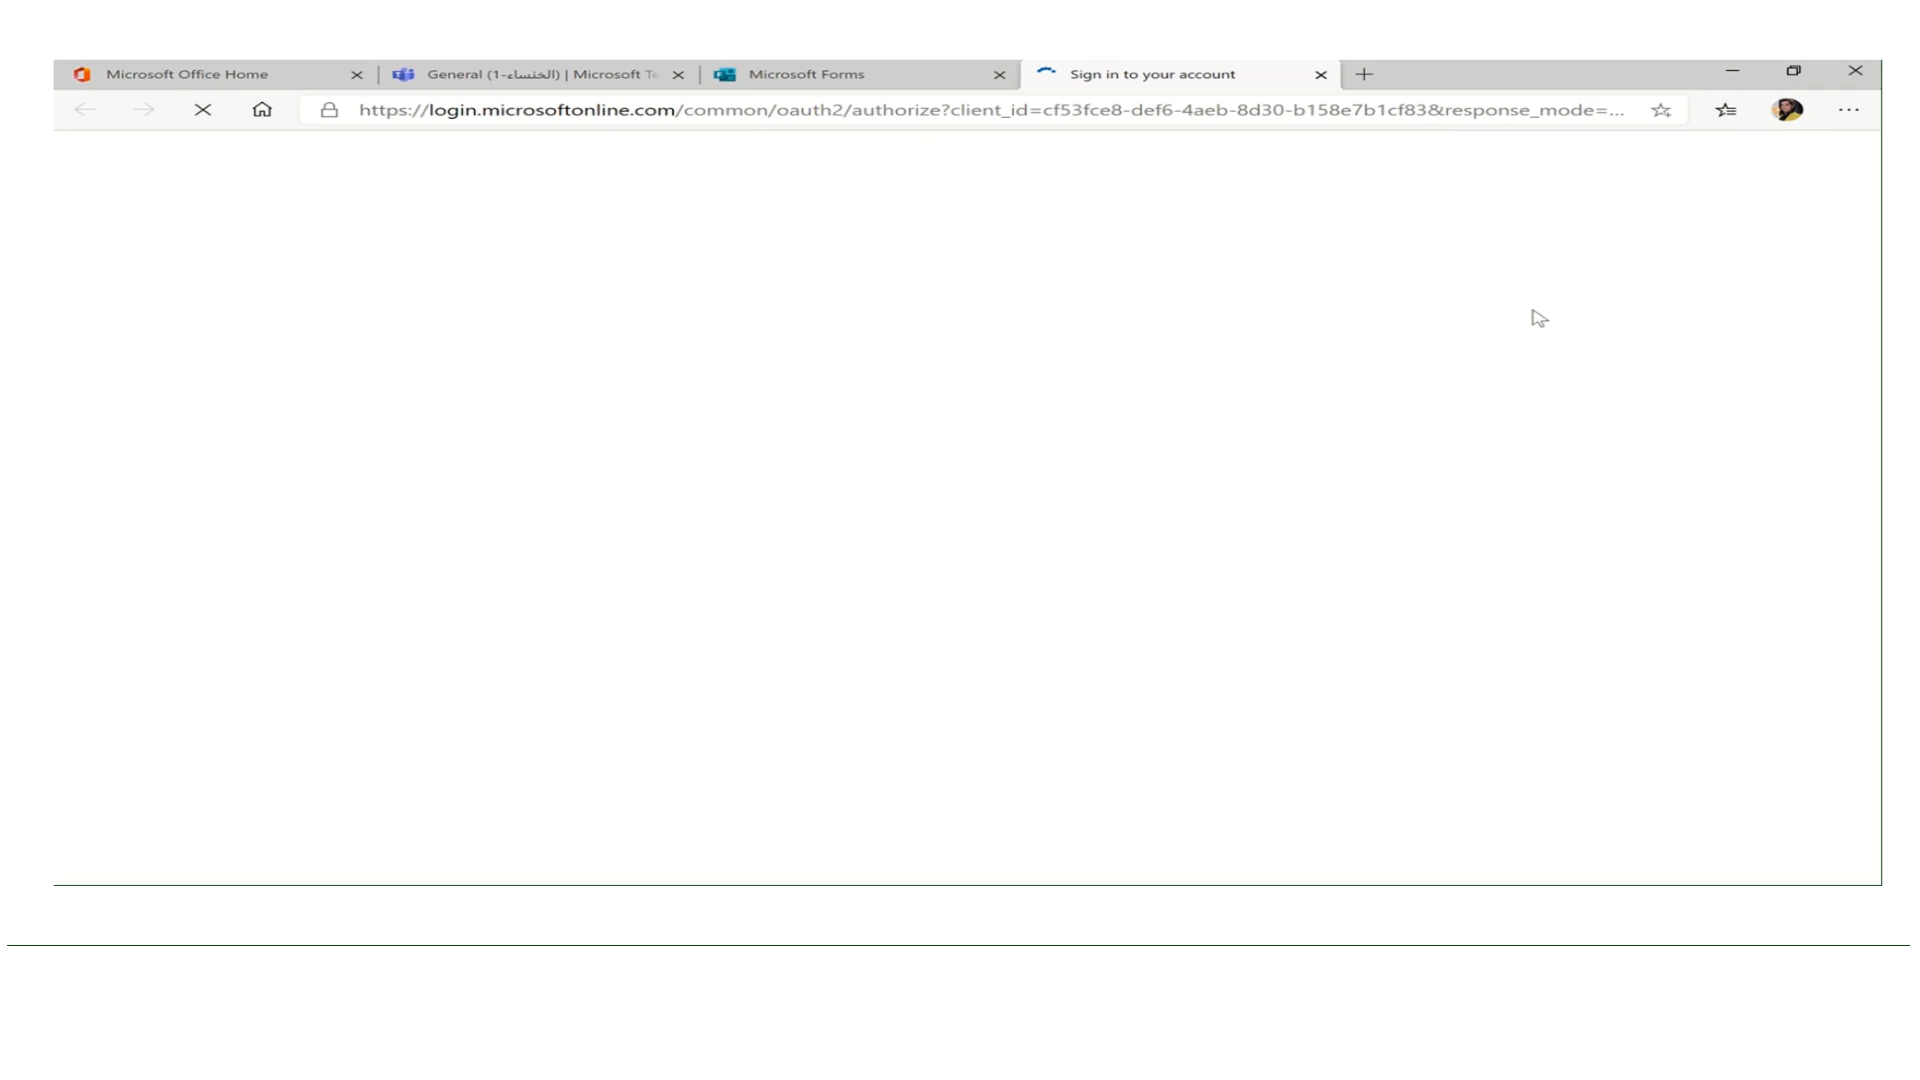 Microsoft Office Home
General (الخنساء-1) | Microsoft Te
Microsoft Forms
Sign in to your account
https://login.microsoftonline.com/common/oauth2/authorize?client_id=cf53fce8-def6-4aeb-8d30-b158e7b1cf83&response_mode=...